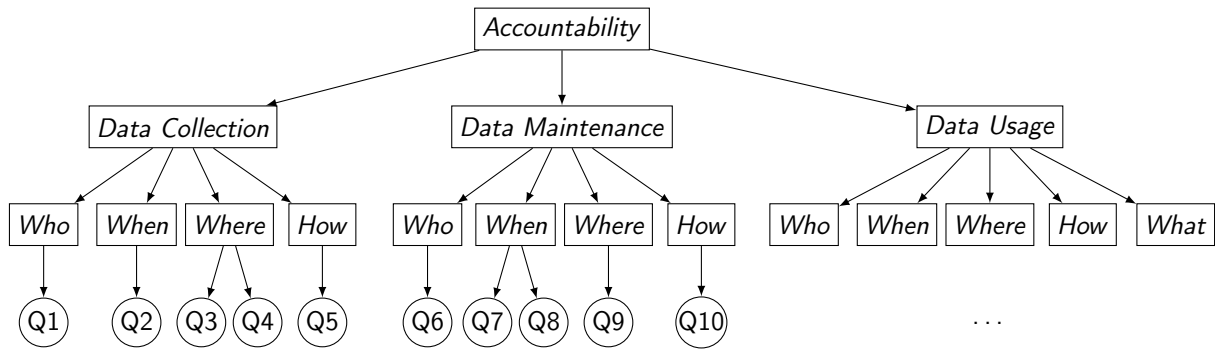 Accountability
Data Collection Data Maintenance Data Usage
Who When Where How Who When Where How Who When Where How What
Q1 Q2 Q3 Q4 Q5 Q6 Q7 Q8 Q9 Q10 ...